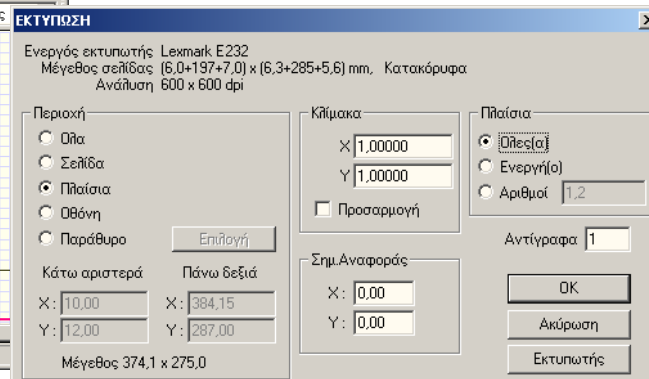 ς
ΕΚΤΥΠΩΣΗ
Ενεργός εκτυπωτής Lexmark E232
Μέγεθος σελίδας (6,0+197+7,0) x (6,3+285+5,6) mm, Κατακόρυφα
Ανάλυση 600 x 600 dpi
Περιοχή
Ολα
Σελίδα
Πλαίσια
Οθόνη
Παράθυρο
Επιλογή
Κάτω αριστερά
Πάνω δεξιά
X: 10,00
X: 384,15
Y: 12,00
Y: 287,00
Μέγεθος 374,1 x 275,0
Κλίμακα
X 1,00000
Y 1,00000
Προσαρμογή
Σημ.Αναφοράς
X: 0,00
Y: 0,00
Πλαίσια
Ολες(α)
Ενεργή(ο)
Αριθμοί 1,2
Αντίγραφα 1
OK
Ακύρωση
Εκτυπωτής